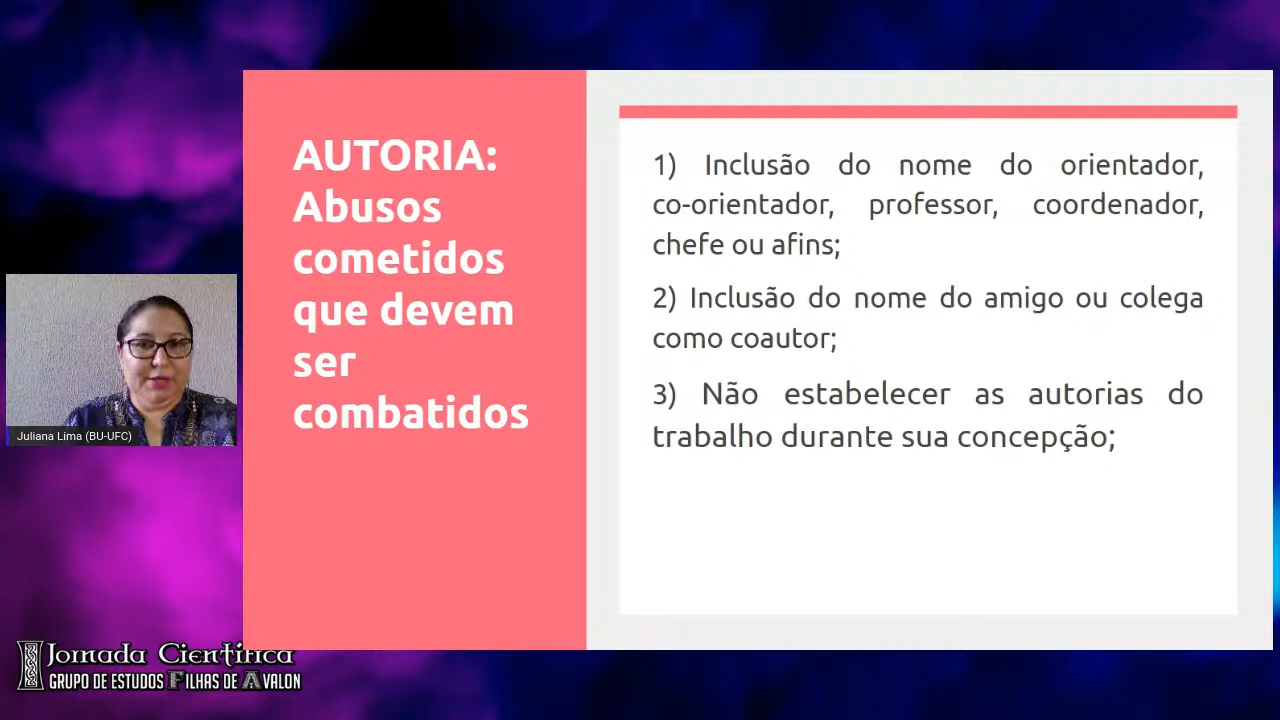 AUTORIA:
Abusos
cometidos
que devem
ser
combatidos
1) Inclusão do nome do orientador,
co-orientador, professor, coordenador,
chefe ou afins;
2) Inclusão do nome do amigo ou colega
como coautor;
3) Não estabelecer as autorias do
trabalho durante sua concepção;
Juliana Lima (BU-UFC)
Jornada Científica
GRUPO DE ESTUDOS FILHAS DE AVALON